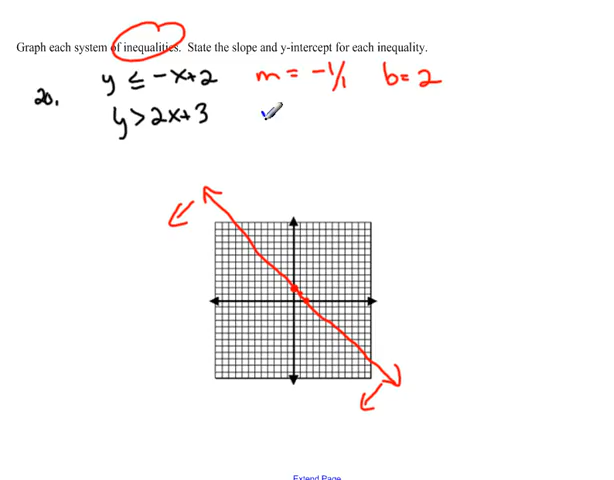 Graph each system of inequalities. State the slope and y-intercept for each inequality.
20. y ≤ -x+2 m = -1/1 b = 2
y > 2x+3
Extend Page